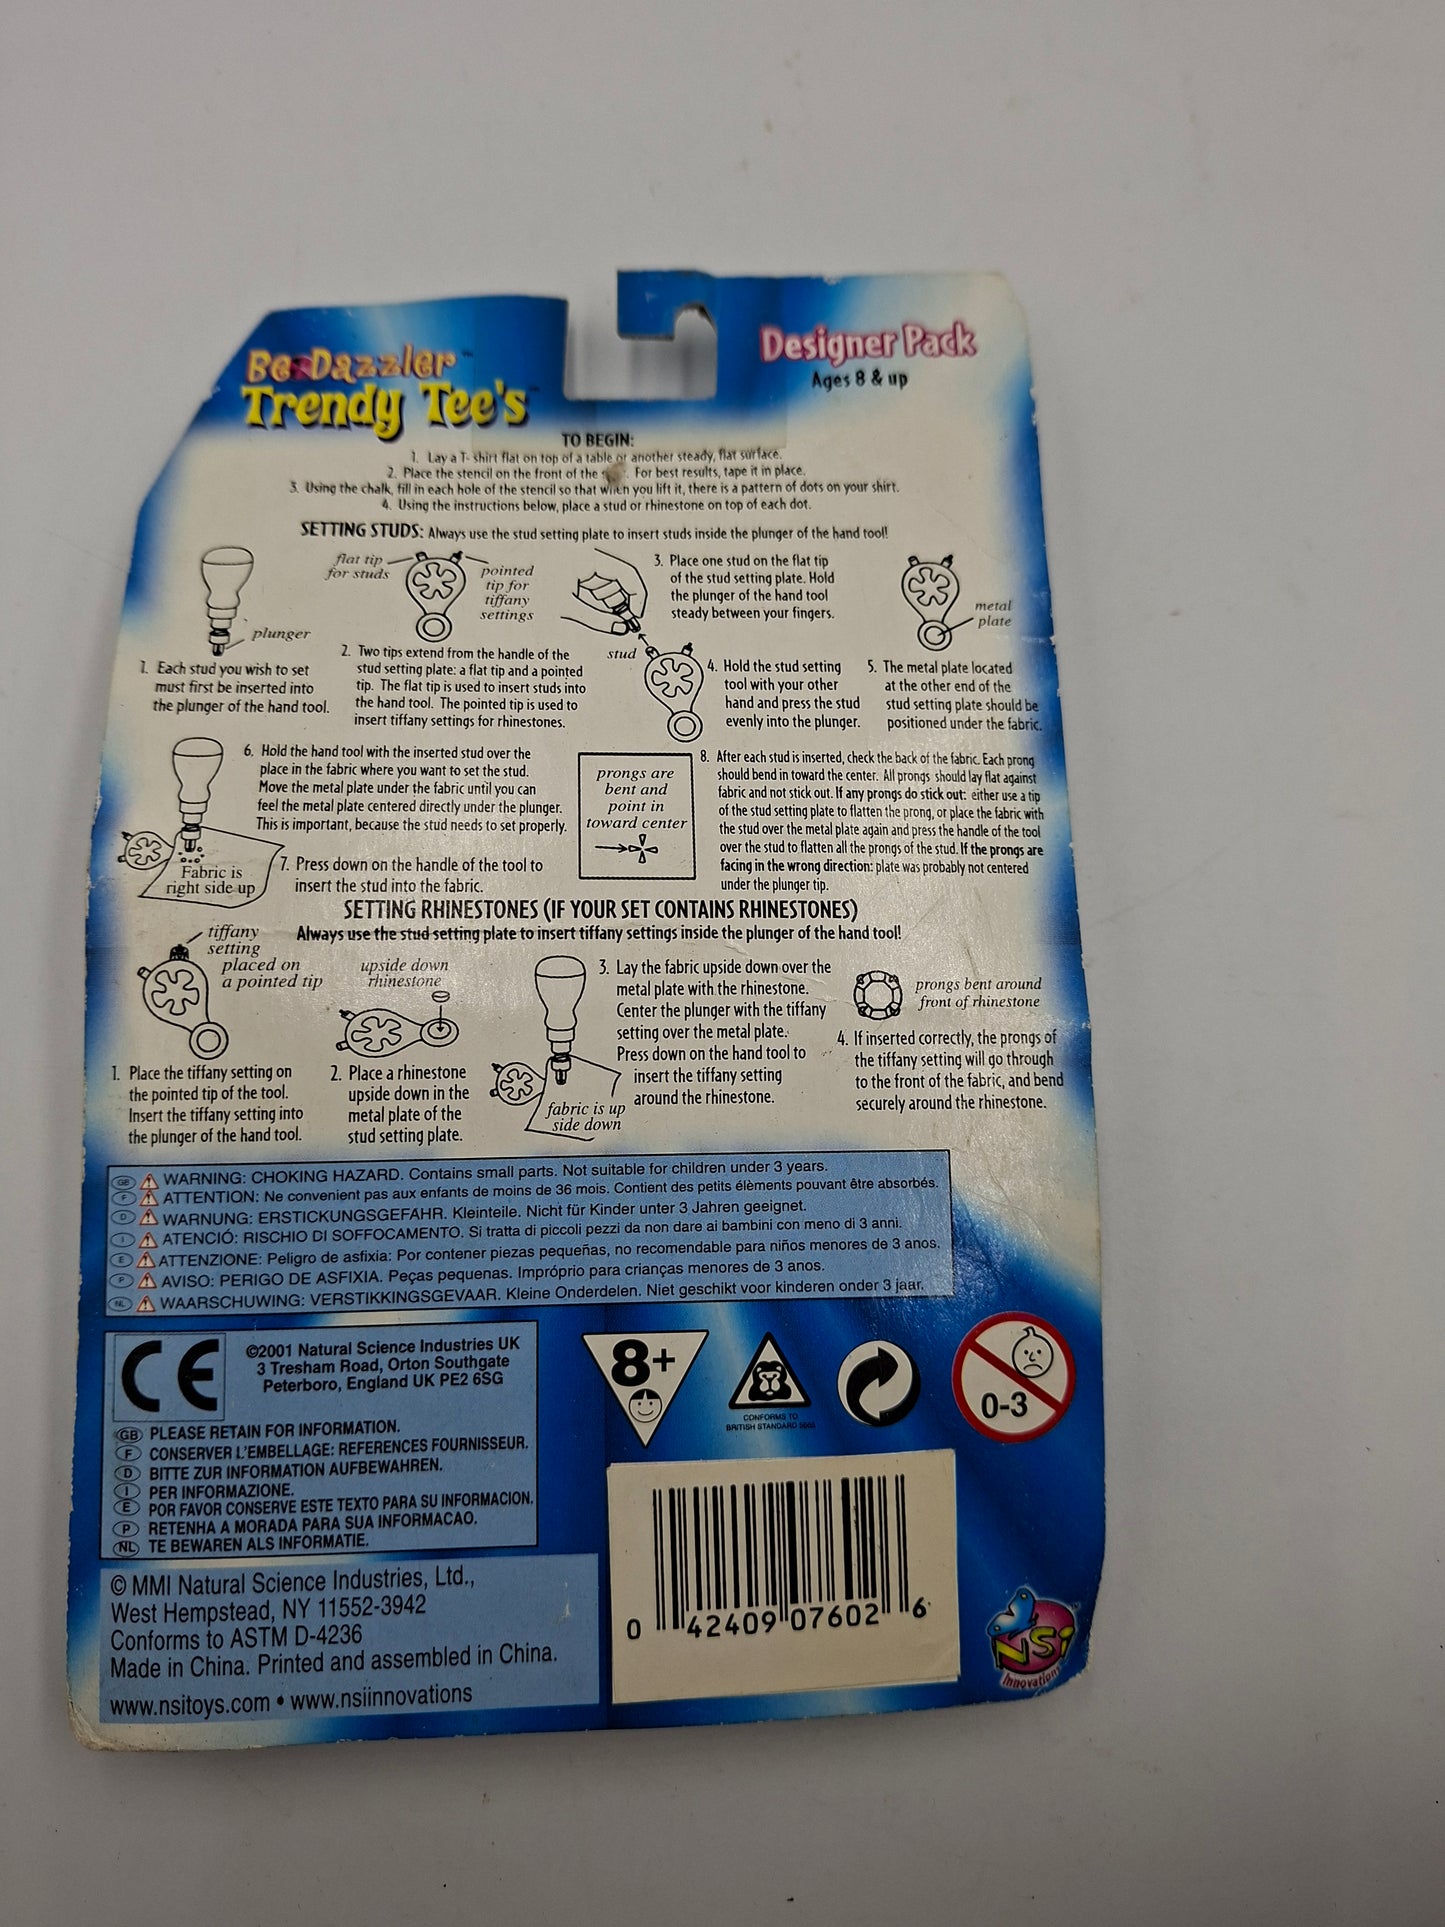 Be Dazzler™
Trendy Tee's™
Designer Pack
Ages 8 & up
TO BEGIN:
1. Lay a T-shirt flat on top of a table or another steady, flat surface.
2. Place the stencil on the front of the For best results, tape it in place.
3. Using the chalk, fill in each hole of the stencil so that when you lift it, there is a pattern of dots on your shirt.
4. Using the instructions below, place a stud or rhinestone on top of each dot.
SETTING STUDS: Always use the stud setting plate to insert studs inside the plunger of the hand tool!
plunger
1. Each stud you wish to set
must first be inserted into
the plunger of the hand tool.
flat tip
for studs
pointed
tip for
tiffany
settings
2. Two tips extend from the handle of the
stud setting plate: a flat tip and a pointed
tip. The flat tip is used to insert studs into
the hand tool. The pointed tip is used to
insert tiffany settings for rhinestones.
3. Place one stud on the flat tip
of the stud setting plate. Hold
the plunger of the hand tool
steady between your fingers.
stud
4. Hold the stud setting
tool with your other
hand and press the stud
evenly into the plunger.
metal
plate
5. The metal plate located
at the other end of the
stud setting plate should be
positioned under the fabric.
6. Hold the hand tool with the inserted stud over the
place in the fabric where you want to set the stud.
Move the metal plate under the fabric until you can
feel the metal plate centered directly under the plunger.
This is important, because the stud needs to set properly.
Fabric is
right side up
7. Press down on the handle of the tool to
insert the stud into the fabric.
prongs are
bent and
point in
toward center
8. After each stud is inserted, check the back of the fabric. Each prong
should bend in toward the center. All prongs should lay flat against
fabric and not stick out. If any prongs do stick out: either use a tip
of the stud setting plate to flatten the prong, or place the fabric with
the stud over the metal plate again and press the handle of the tool
over the stud to flatten all the prongs of the stud. If the prongs are
facing in the wrong direction: plate was probably not centered
under the plunger tip.
SETTING RHINESTONES (IF YOUR SET CONTAINS RHINESTONES)
Always use the stud setting plate to insert tiffany settings inside the plunger of the hand tool!
tiffany
setting
placed on
a pointed tip
1. Place the tiffany setting on
the pointed tip of the tool.
Insert the tiffany setting into
the plunger of the hand tool.
upside down
rhinestone
2. Place a rhinestone
upside down in the
metal plate of the
stud setting plate.
fabric is up
side down
3. Lay the fabric upside down over the
metal plate with the rhinestone.
Center the plunger with the tiffany
setting over the metal plate.
Press down on the hand tool to
insert the tiffany setting
around the rhinestone.
prongs bent around
front of rhinestone
4. If inserted correctly, the prongs of
the tiffany setting will go through
to the front of the fabric, and bend
securely around the rhinestone.
GB WARNING: CHOKING HAZARD. Contains small parts. Not suitable for children under 3 years.
F ATTENTION: Ne convenient pas aux enfants de moins de 36 mois. Contient des petits élèments pouvant être absorbés.
D WARNUNG: ERSTICKUNGSGEFAHR. Kleinteile. Nicht für Kinder unter 3 Jahren geeignet.
I ATENCIÓ: RISCHIO DI SOFFOCAMENTO. Si tratta di piccoli pezzi da non dare ai bambini con meno di 3 anni.
E ATTENZIONE: Peligro de asfixia: Por contener piezas pequeñas, no recomendable para niños menores de 3 anos.
P AVISO: PERIGO DE ASFIXIA. Peças pequenas. Impróprio para crianças menores de 3 anos.
NL WAARSCHUWING: VERSTIKKINGSGEVAAR. Kleine Onderdelen. Niet geschikt voor kinderen onder 3 jaar.
CE
©2001 Natural Science Industries UK
3 Tresham Road, Orton Southgate
Peterboro, England UK PE2 6SG
GB PLEASE RETAIN FOR INFORMATION.
F CONSERVER L'EMBELLAGE: REFERENCES FOURNISSEUR.
D BITTE ZUR INFORMATION AUFBEWAHREN.
I PER INFORMAZIONE.
E POR FAVOR CONSERVE ESTE TEXTO PARA SU INFORMACION.
P RETENHA A MORADA PARA SUA INFORMACAO.
NL TE BEWAREN ALS INFORMATIE.
8+
CONFORMS TO
BRITISH STANDARD 5665
0-3
© MMI Natural Science Industries, Ltd.,
West Hempstead, NY 11552-3942
Conforms to ASTM D-4236
Made in China. Printed and assembled in China.
www.nsitoys.com • www.nsiinnovations
0 42409 07602 6
NSi
Innovations